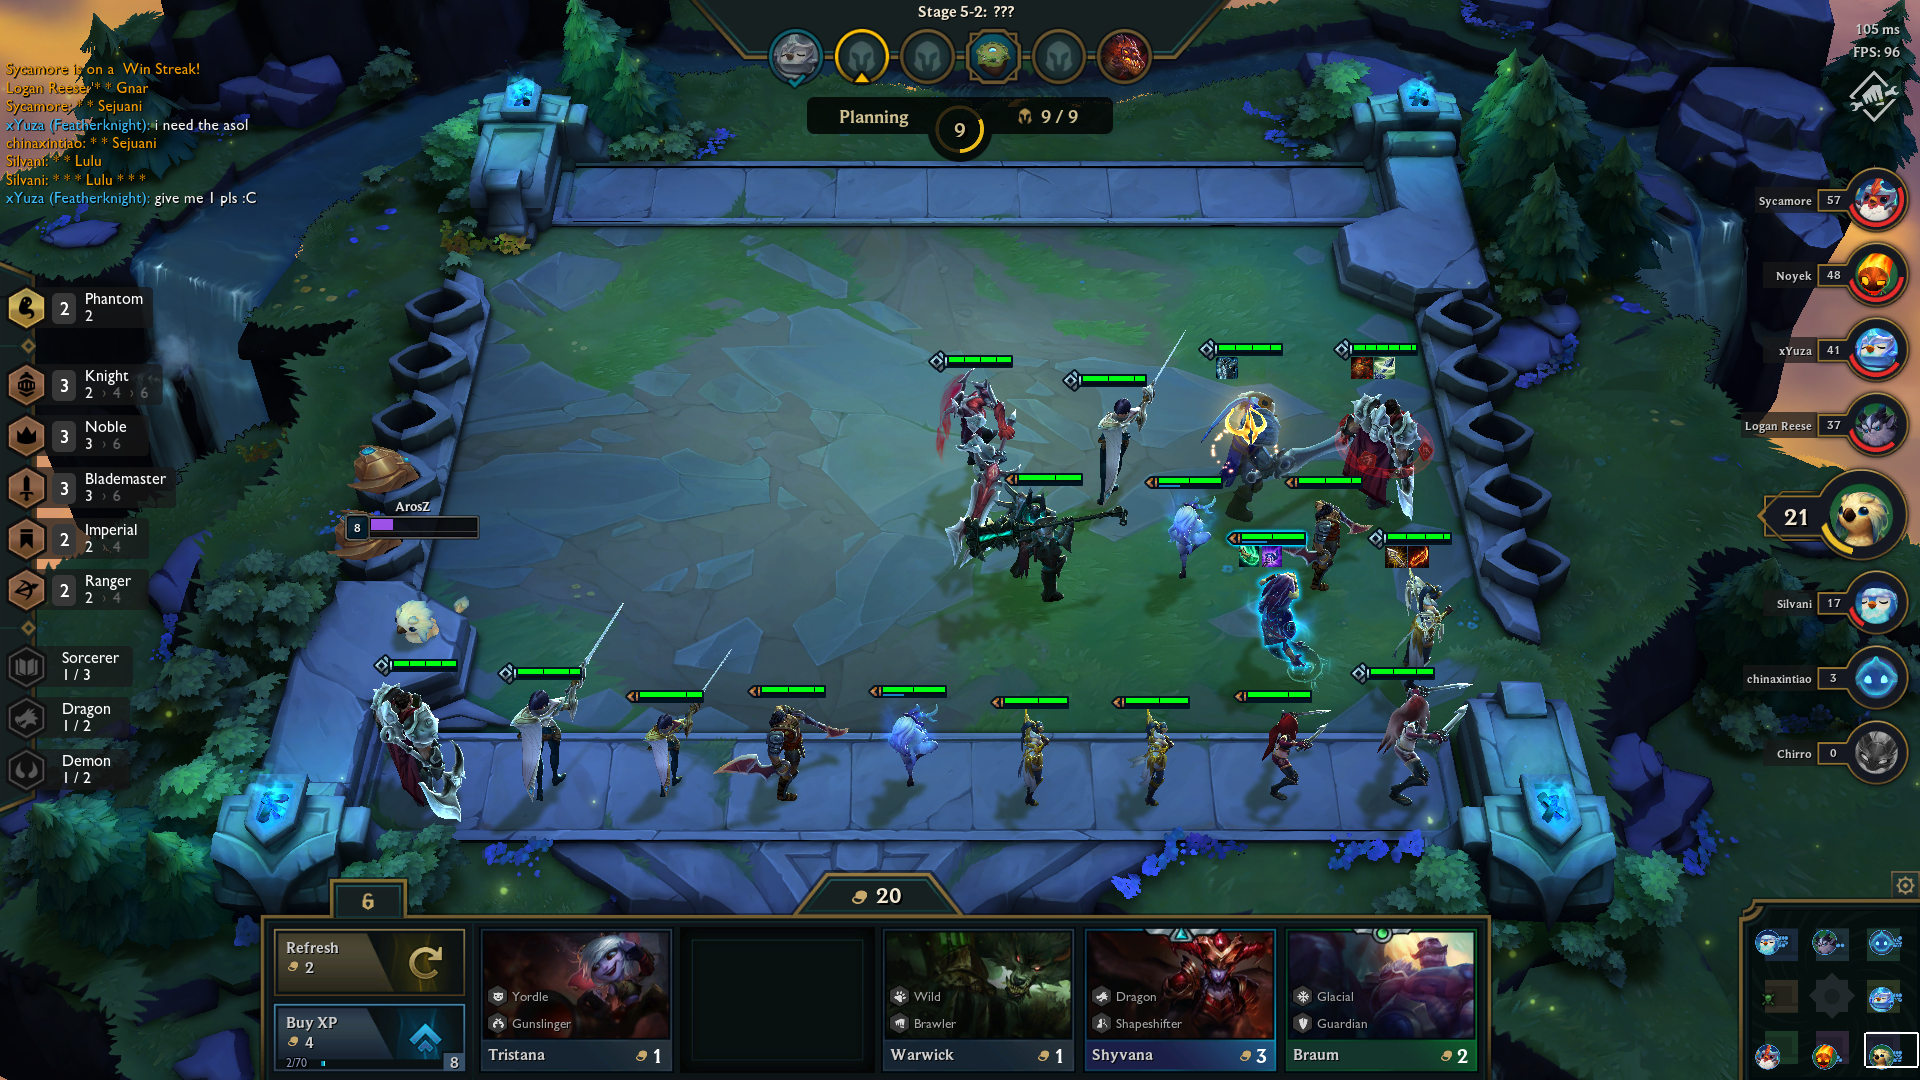 Stage 5-2: ???
105 ms
FPS: 96
Sycamore is on a Win Streak!
Logan Reese: * * Gnar
Sycamore: * * Sejuani
xYuza (Featherknight): i need the asol
chinaxintiao: * * Sejuani
Silvani: * * Lulu
Silvani: * * * Lulu * * *
xYuza (Featherknight): give me 1 pls :C
Planning
9
9 / 9
Sycamore 57
Noyek 48
xYuza 41
Logan Reese 37
21
Silvani 17
chinaxintiao 3
Chirro 0
2 Phantom
2
3 Knight
2 › 4 › 6
3 Noble
3 › 6
3 Blademaster
3 › 6
2 Imperial
2 › 4
2 Ranger
2 › 4
Sorcerer
1 / 3
Dragon
1 / 2
Demon
1 / 2
ArosZ
8
6
20
Refresh
2
Buy XP
4
2/70
8
Yordle
Gunslinger
Tristana 1
Wild
Brawler
Warwick 1
Dragon
Shapeshifter
Shyvana 3
Glacial
Guardian
Braum 2